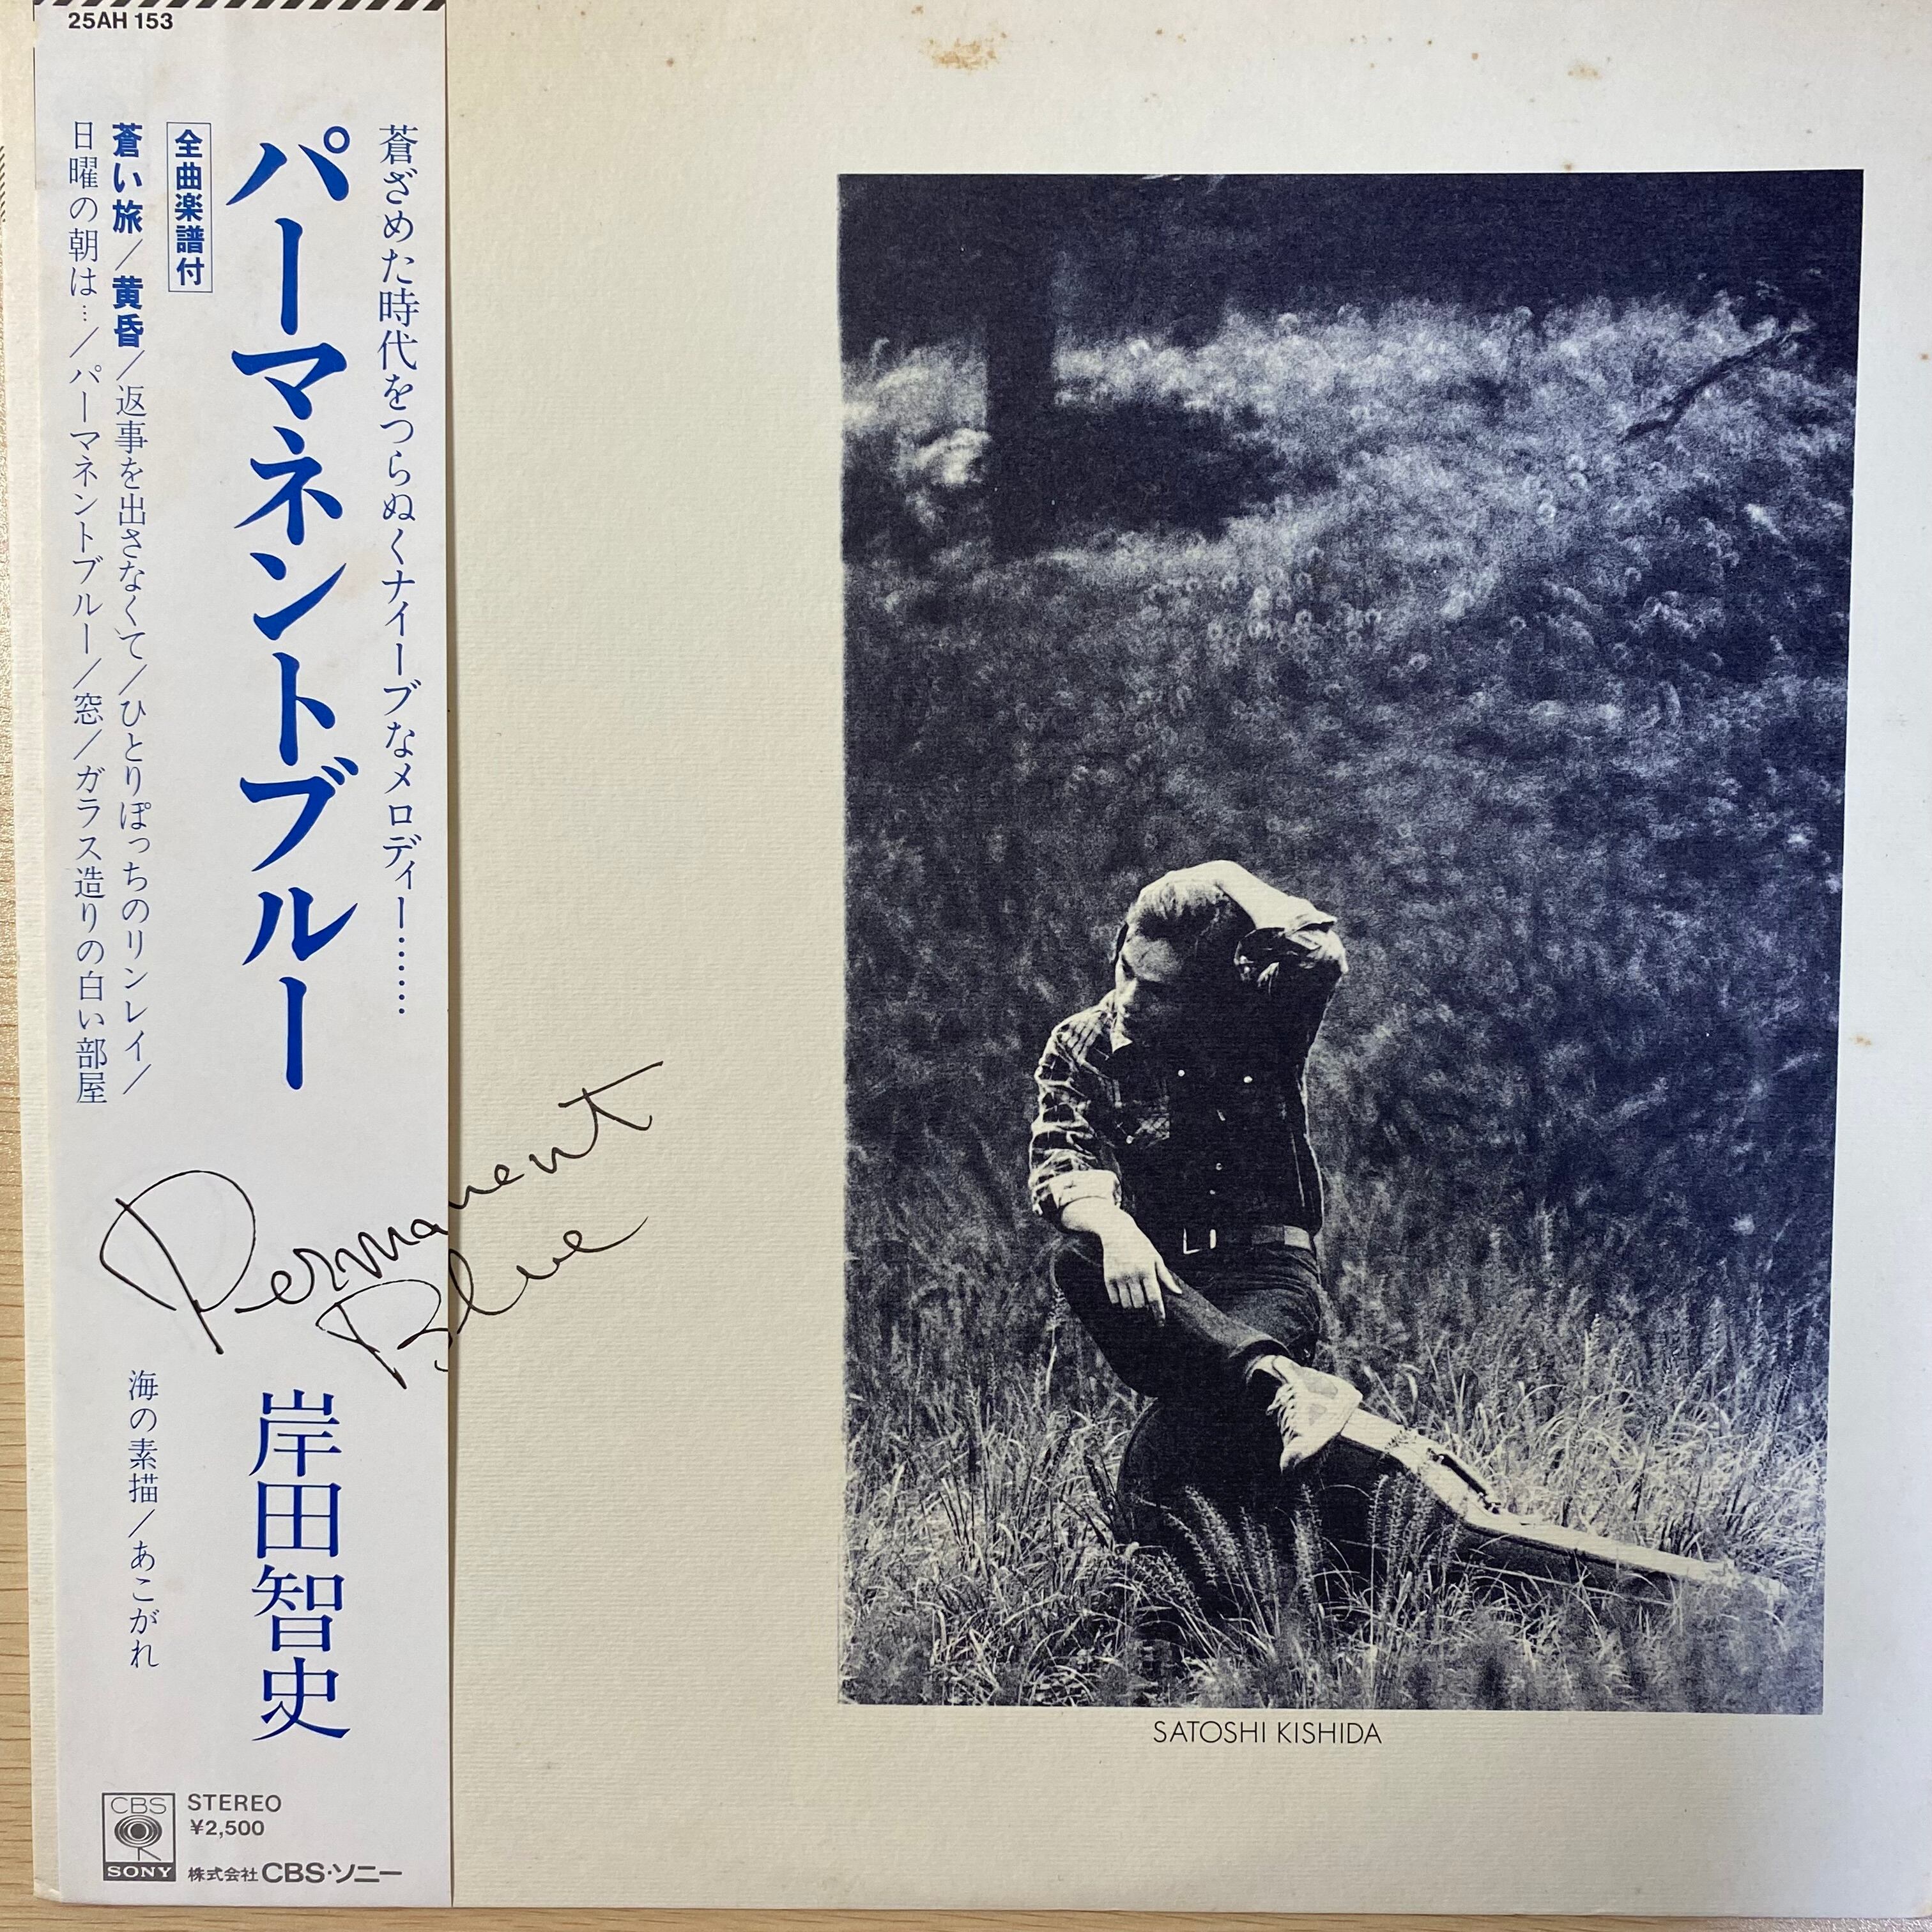 25AH 153
蒼ざめた時代をつらぬくナイーブなメロディー……
パーマネントブルー
全曲楽譜付
蒼い旅／黄昏／返事を出さなくて／ひとりぽっちのリンレイ／
日曜の朝は…／パーマネントブルー／窓／ガラス造りの白い部屋
海の素描／あこがれ
Permanent
Blue
岸田智史
SATOSHI KISHIDA
CBS
SONY
STEREO
¥2,500
株式会社CBS・ソニー